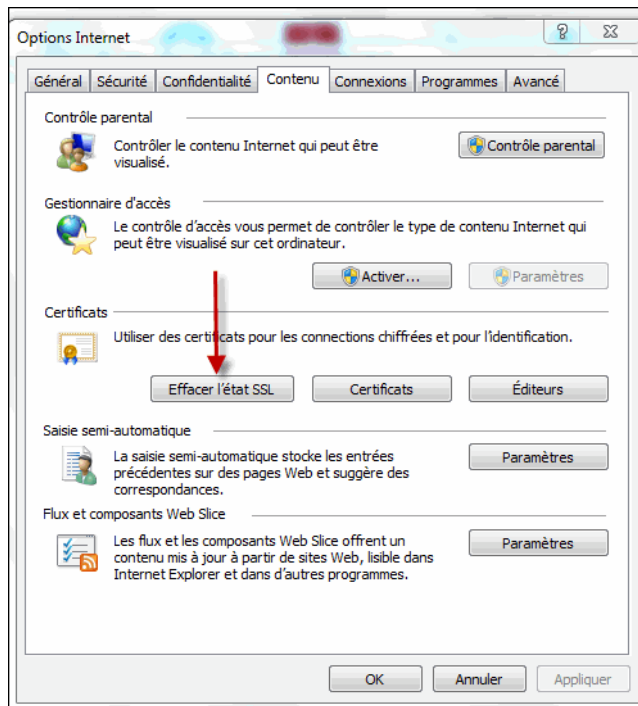 Options Internet
Général Sécurité Confidentialité Contenu Connexions Programmes Avancé
Contrôle parental
Contrôler le contenu Internet qui peut être
visualisé.
Contrôle parental
Gestionnaire d'accès
Le contrôle d'accès vous permet de contrôler le type de contenu Internet qui
peut être visualisé sur cet ordinateur.
Activer... Paramètres
Certificats
Utiliser des certificats pour les connections chiffrées et pour l'identification.
Effacer l'état SSL Certificats Éditeurs
Saisie semi-automatique
La saisie semi-automatique stocke les entrées
précédentes sur des pages Web et suggère des
correspondances.
Paramètres
Flux et composants Web Slice
Les flux et les composants Web Slice offrent un
contenu mis à jour à partir de sites Web, lisible dans
Internet Explorer et dans d'autres programmes.
Paramètres
OK Annuler Appliquer